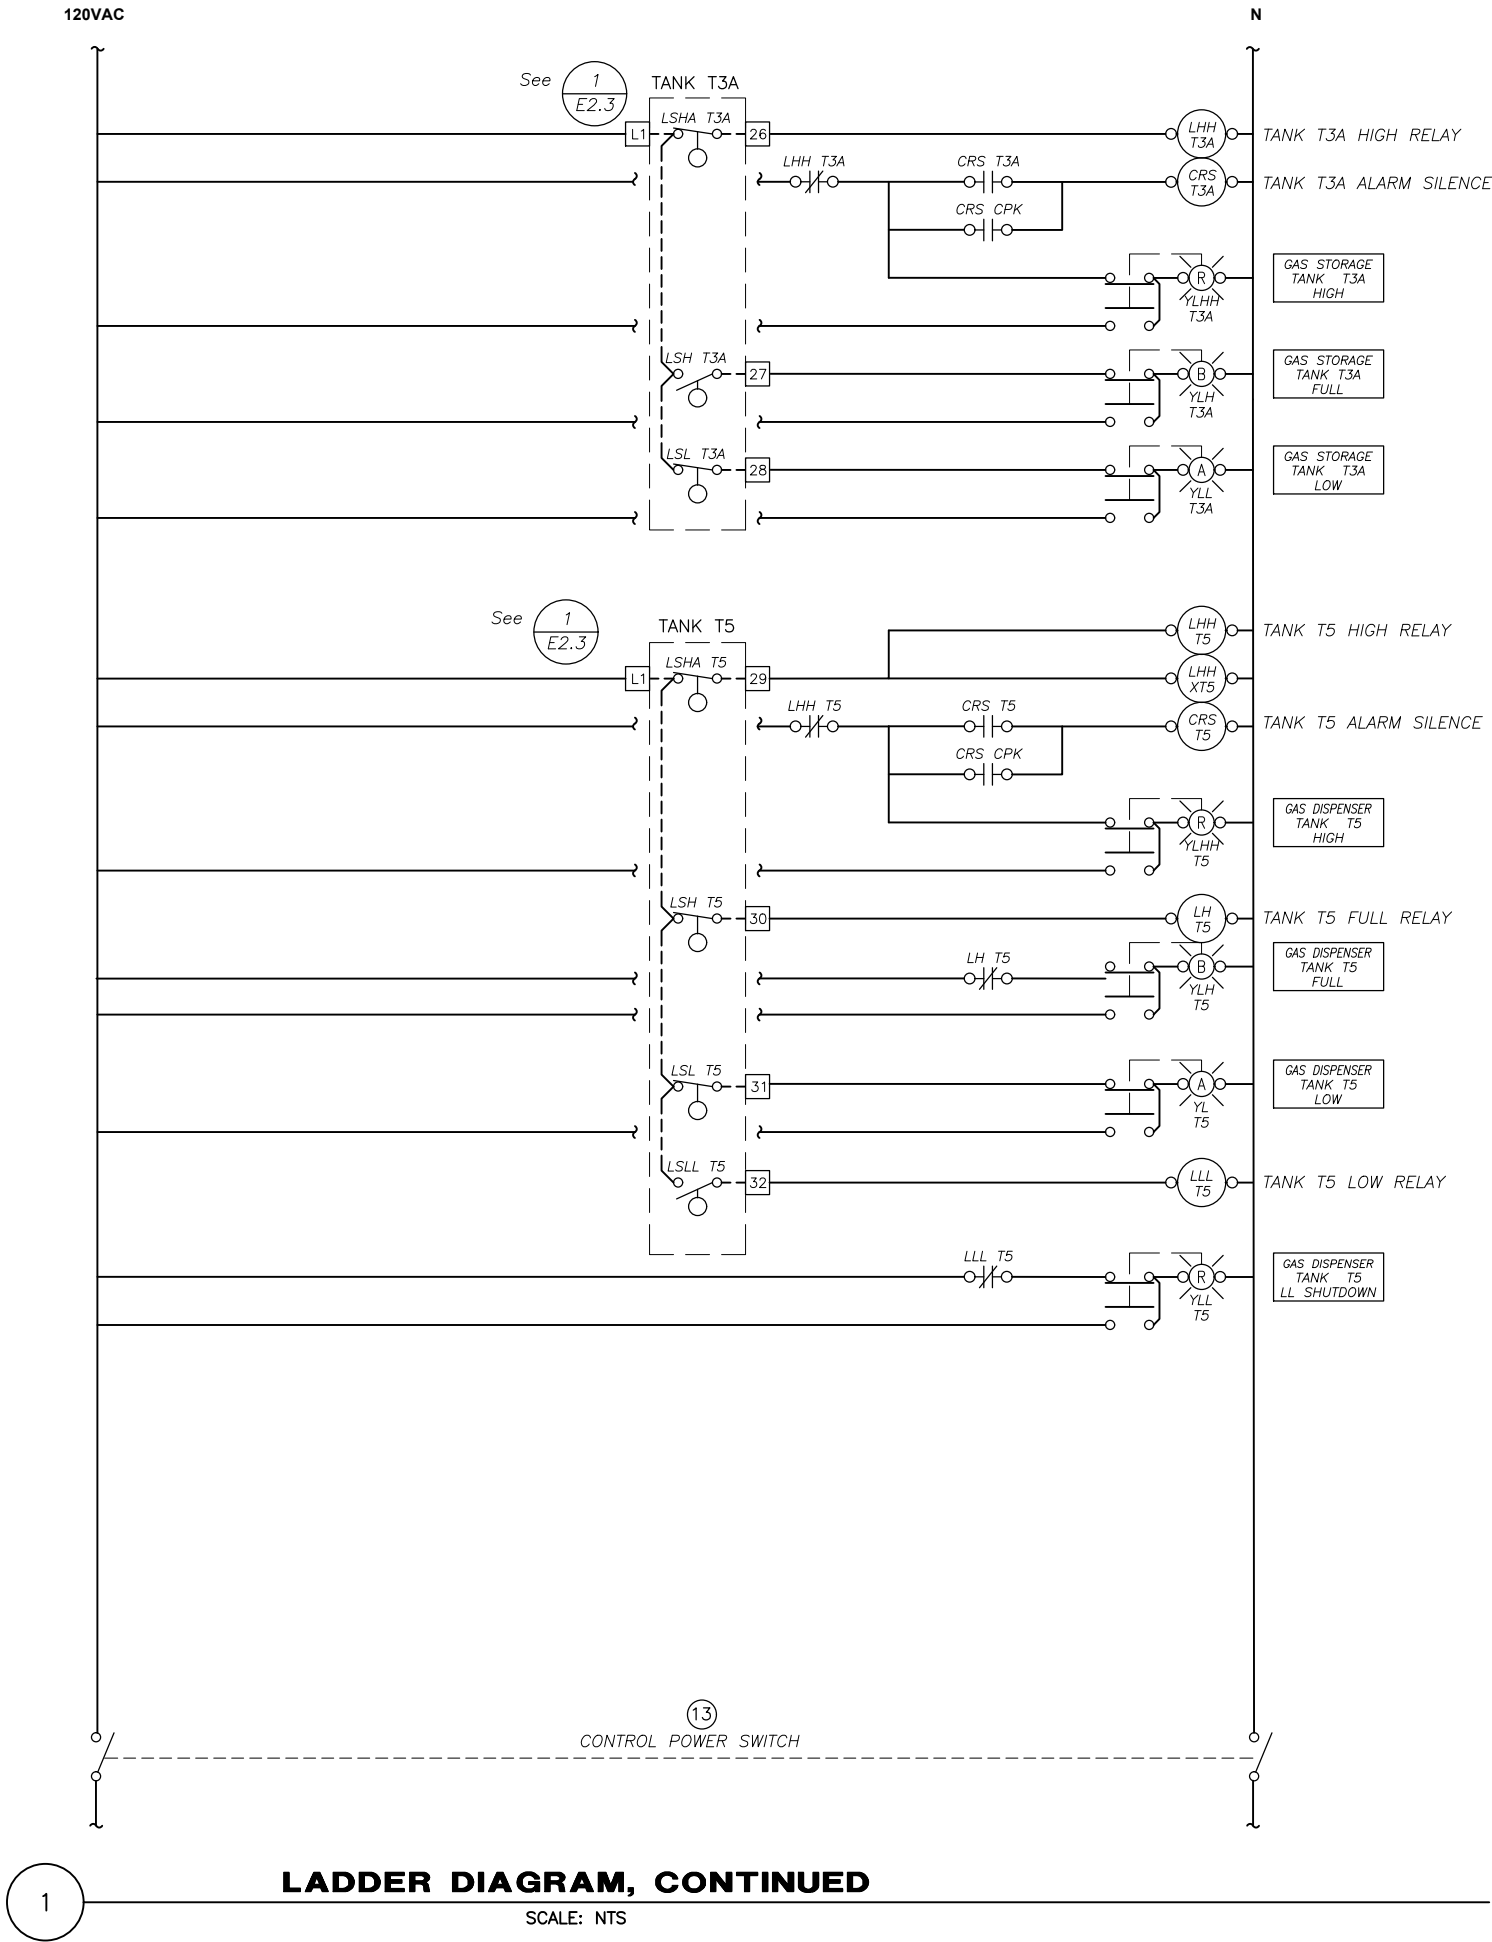 120VAC
N
See
1
E2.3
TANK T3A
LSHA T3A
L1
26
LHH
T3A
TANK T3A HIGH RELAY
LHH T3A
CRS T3A
CRS
T3A
TANK T3A ALARM SILENCE
CRS CPK
R
YLHH
T3A
GAS STORAGE
TANK T3A
HIGH
LSH T3A
27
B
YLH
T3A
GAS STORAGE
TANK T3A
FULL
LSL T3A
28
A
YLL
T3A
GAS STORAGE
TANK T3A
LOW
See
1
E2.3
TANK T5
LHH
T5
TANK T5 HIGH RELAY
LSHA T5
L1
29
LHH
XT5
LHH T5
CRS T5
CRS
T5
TANK T5 ALARM SILENCE
CRS CPK
R
YLHH
T5
GAS DISPENSER
TANK T5
HIGH
LSH T5
30
LH
T5
TANK T5 FULL RELAY
LH T5
B
YLH
T5
GAS DISPENSER
TANK T5
FULL
LSL T5
31
A
YL
T5
GAS DISPENSER
TANK T5
LOW
LSLL T5
32
LLL
T5
TANK T5 LOW RELAY
LLL T5
R
YLL
T5
GAS DISPENSER
TANK T5
LL SHUTDOWN
13
CONTROL POWER SWITCH
1
LADDER DIAGRAM, CONTINUED
SCALE: NTS